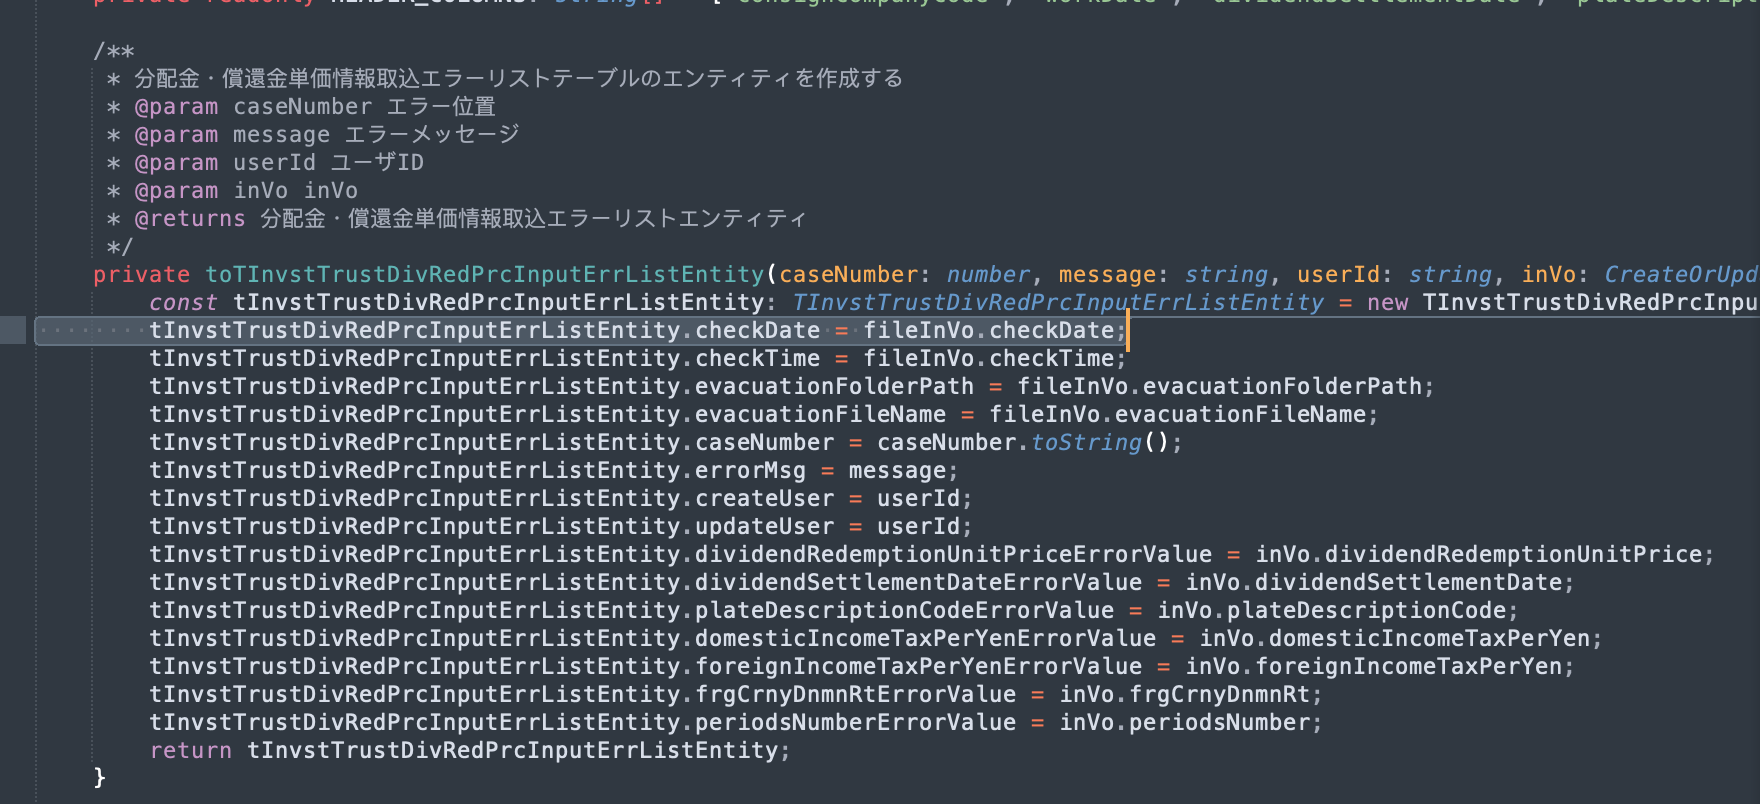 /**
* 分配金・償還金単価情報取込エラーリストテーブルのエンティティを作成する
* @param caseNumber エラー位置
* @param message エラーメッセージ
* @param userId ユーザID
* @param inVo inVo
* @returns 分配金・償還金単価情報取込エラーリストエンティティ
*/
private toTInvstTrustDivRedPrcInputErrListEntity(caseNumber: number, message: string, userId: string, inVo: CreateOrUpd
const tInvstTrustDivRedPrcInputErrListEntity: TInvstTrustDivRedPrcInputErrListEntity = new TInvstTrustDivRedPrcInpu
tInvstTrustDivRedPrcInputErrListEntity.checkDate = fileInVo.checkDate;
tInvstTrustDivRedPrcInputErrListEntity.checkTime = fileInVo.checkTime;
tInvstTrustDivRedPrcInputErrListEntity.evacuationFolderPath = fileInVo.evacuationFolderPath;
tInvstTrustDivRedPrcInputErrListEntity.evacuationFileName = fileInVo.evacuationFileName;
tInvstTrustDivRedPrcInputErrListEntity.caseNumber = caseNumber.toString();
tInvstTrustDivRedPrcInputErrListEntity.errorMsg = message;
tInvstTrustDivRedPrcInputErrListEntity.createUser = userId;
tInvstTrustDivRedPrcInputErrListEntity.updateUser = userId;
tInvstTrustDivRedPrcInputErrListEntity.dividendRedemptionUnitPriceErrorValue = inVo.dividendRedemptionUnitPrice;
tInvstTrustDivRedPrcInputErrListEntity.dividendSettlementDateErrorValue = inVo.dividendSettlementDate;
tInvstTrustDivRedPrcInputErrListEntity.plateDescriptionCodeErrorValue = inVo.plateDescriptionCode;
tInvstTrustDivRedPrcInputErrListEntity.domesticIncomeTaxPerYenErrorValue = inVo.domesticIncomeTaxPerYen;
tInvstTrustDivRedPrcInputErrListEntity.foreignIncomeTaxPerYenErrorValue = inVo.foreignIncomeTaxPerYen;
tInvstTrustDivRedPrcInputErrListEntity.frgCrnyDnmnRtErrorValue = inVo.frgCrnyDnmnRt;
tInvstTrustDivRedPrcInputErrListEntity.periodsNumberErrorValue = inVo.periodsNumber;
return tInvstTrustDivRedPrcInputErrListEntity;
}